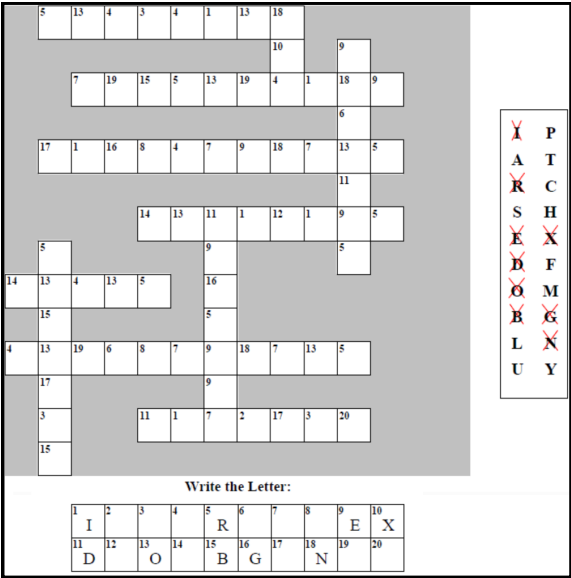 5 13 4 3 4 1 13 18
10 9
7 19 15 5 13 19 4 1 18 9
6
17 1 16 8 4 7 9 18 7 13 5
11
14 13 11 1 12 1 9 5
5 9 5
14 13 4 13 5 16
15 5
4 13 19 6 8 7 9 18 7 13 5
17 9
3 11 1 7 2 17 3 20
15
I P
A T
R C
S H
E X
D F
O M
B G
L N
U Y
Write the Letter:
1 2 3 4 5 6 7 8 9 10
I R E X
11 12 13 14 15 16 17 18 19 20
D O B G N